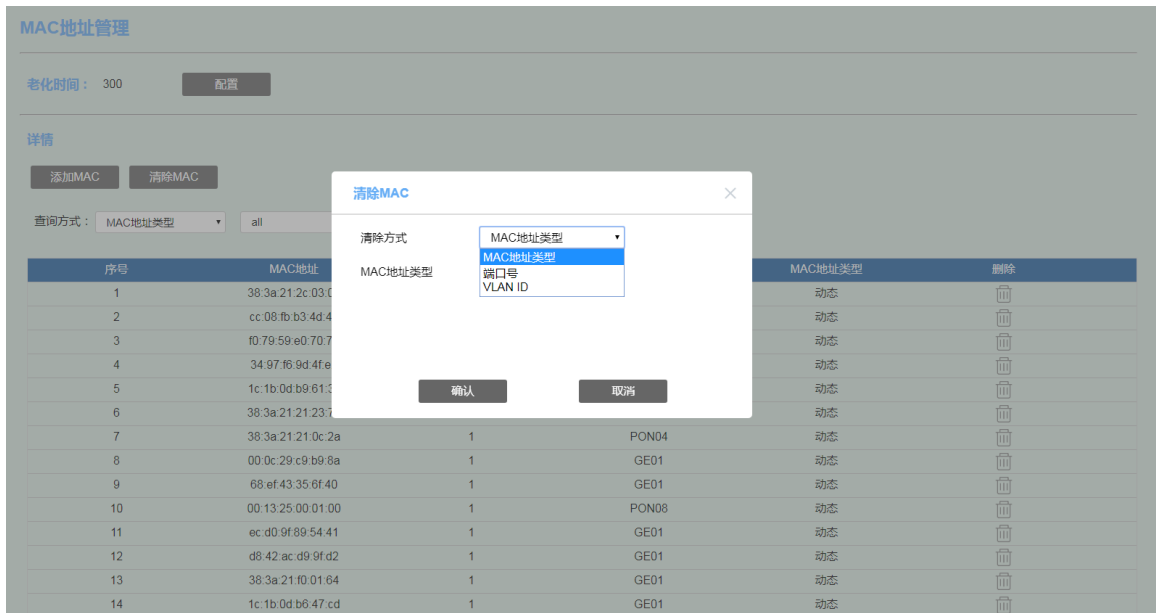 MAC地址管理
老化时间： 300 配置
详情
添加MAC 清除MAC
查询方式： MAC地址类型 all
清除MAC
清除方式 MAC地址类型
MAC地址类型
端口号
VLAN ID
MAC地址类型
确认 取消
序号 MAC地址 MAC地址类型 删除
1 38:3a:21:2c:03: 动态
2 cc:08:fb:b3:4d:4 动态
3 f0:79:59:e0:70:7 动态
4 34:97:f6:9d:4f:e 动态
5 1c:1b:0d:b9:61:3 动态
6 38:3a:21:21:23:7 动态
7 38:3a:21:21:0c:2a 1 PON04 动态
8 00:0c:29:c9:b9:8a 1 GE01 动态
9 68:ef:43:35:6f:40 1 GE01 动态
10 00:13:25:00:01:00 1 PON08 动态
11 ec:d0:9f:89:54:41 1 GE01 动态
12 d8:42:ac:d9:9f:d2 1 GE01 动态
13 38:3a:21:f0:01:64 1 GE01 动态
14 1c:1b:0d:b6:47:cd 1 GE01 动态